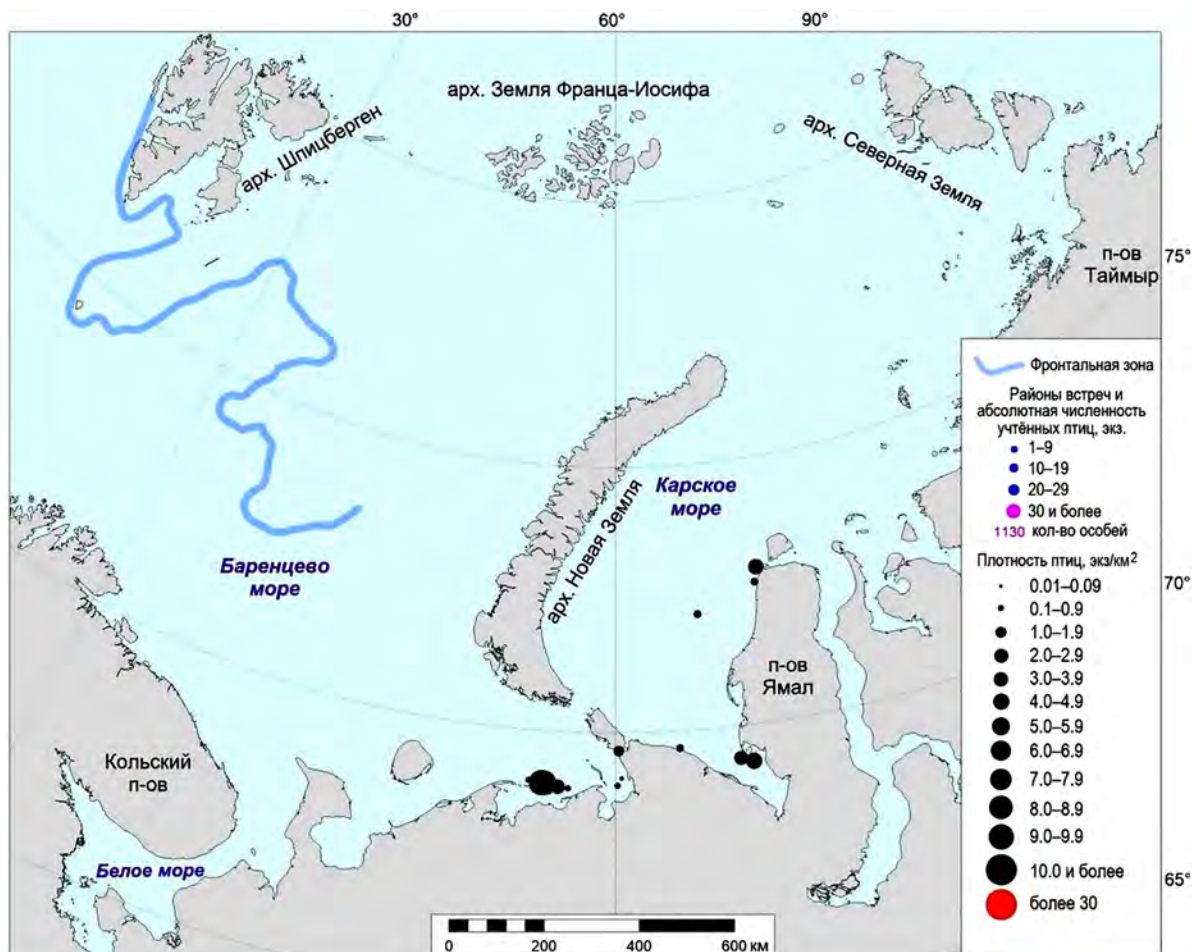 30°
60°
90°
арх. Земля Франца-Иосифа
арх. Шпицберген
арх. Северная Земля
п-ов
Таймыр
75°
Фронтальная зона
Районы встреч и
абсолютная численность
учтённых птиц, экз.
1–9
10–19
20–29
30 и более
1130 кол-во особей
Плотность птиц, экз/км²
0.01–0.09
0.1–0.9
1.0–1.9
2.0–2.9
3.0–3.9
4.0–4.9
5.0–5.9
6.0–6.9
7.0–7.9
8.0–8.9
9.0–9.9
10.0 и более
более 30
Карское
море
арх. Новая Земля
Баренцево
море
70°
п-ов
Ямал
Кольский
п-ов
Белое море
65°
0 200 400 600 км